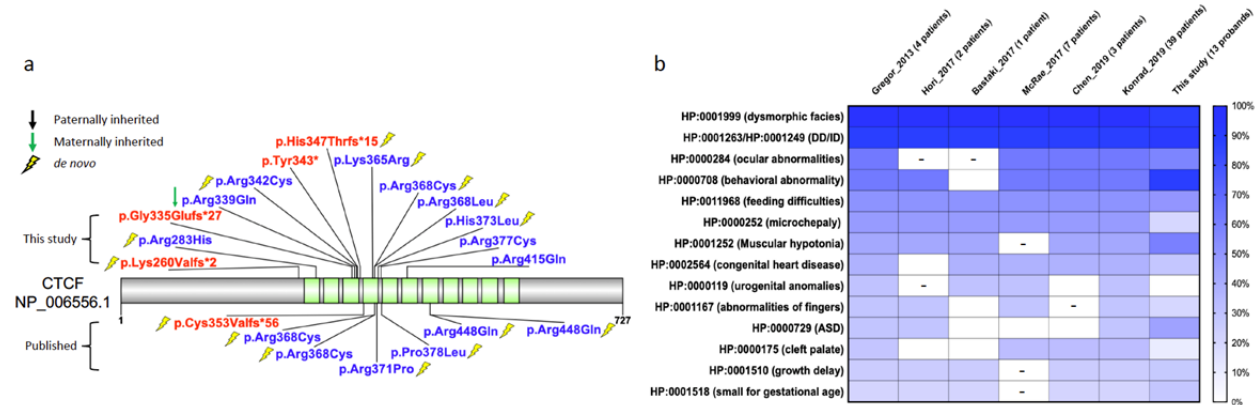 a
Paternally inherited
Maternally inherited
de novo
p.His347Thrfs*15
p.Tyr343*
p.Lys365Arg
p.Arg342Cys
p.Arg368Cys
p.Arg339Gln
p.Arg368Leu
p.Gly335Glufs*27
p.His373Leu
This study
p.Arg283His
p.Arg377Cys
p.Lys260Valfs*2
p.Arg415Gln
CTCF
NP_006556.1
1
727
Published
p.Cys353Valfs*56
p.Arg368Cys
p.Arg448Gln
p.Arg448Gln
p.Arg368Cys
p.Pro378Leu
p.Arg371Pro
b
Gregor_2013 (4 patients)
Hori_2017 (2 patients)
Bastaki_2017 (1 patient)
McRae_2017 (7 patients)
Chen_2019 (3 patients)
Konrad_2019 (39 patients)
This study (13 probands)
HP:0001999 (dysmorphic facies)
HP:0001263/HP:0001249 (DD/ID)
HP:0000284 (ocular abnormalities) - -
HP:0000708 (behavioral abnormality)
HP:0011968 (feeding difficulties)
HP:0000252 (microchepaly)
HP:0001252 (Muscular hypotonia) -
HP:0002564 (congenital heart disease)
HP:0000119 (urogenital anomalies) -
HP:0001167 (abnormalities of fingers) -
HP:0000729 (ASD)
HP:0000175 (cleft palate)
HP:0001510 (growth delay) -
HP:0001518 (small for gestational age) -
100%
90%
80%
70%
60%
50%
40%
30%
20%
10%
0%